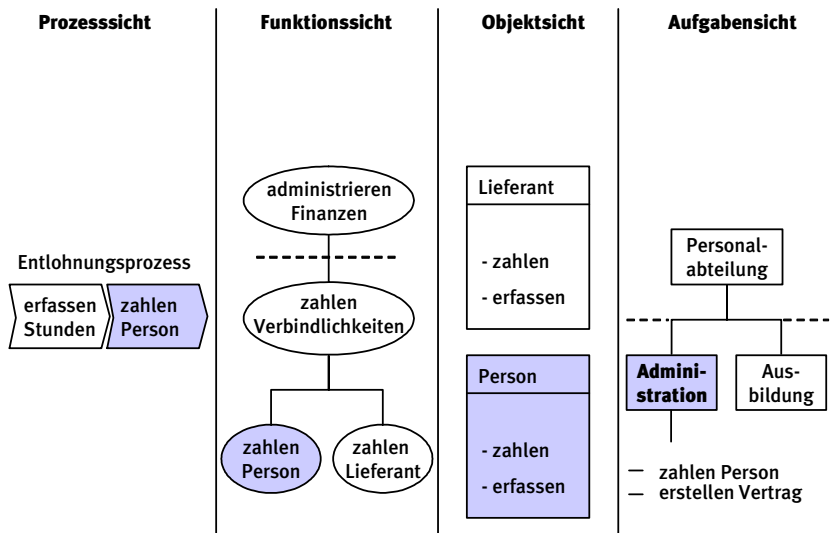 Prozesssicht
Funktionssicht
Objektsicht
Aufgabensicht
Entlohnungsprozess
erfassen
Stunden
zahlen
Person
administrieren
Finanzen
zahlen
Verbindlichkeiten
zahlen
Person
zahlen
Lieferant
Lieferant
- zahlen
- erfassen
Person
- zahlen
- erfassen
Personal-
abteilung
Admini-
stration
Aus-
bildung
— zahlen Person
— erstellen Vertrag